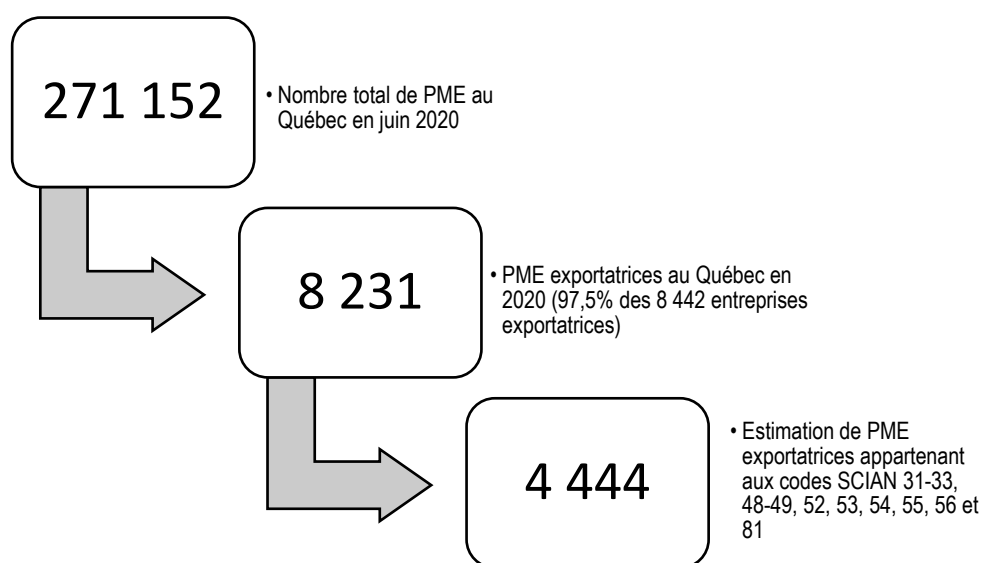 271 152
• Nombre total de PME au
Québec en juin 2020
8 231
• PME exportatrices au Québec en
2020 (97,5% des 8 442 entreprises
exportatrices)
4 444
• Estimation de PME
exportatrices appartenant
aux codes SCIAN 31-33,
48-49, 52, 53, 54, 55, 56 et
81